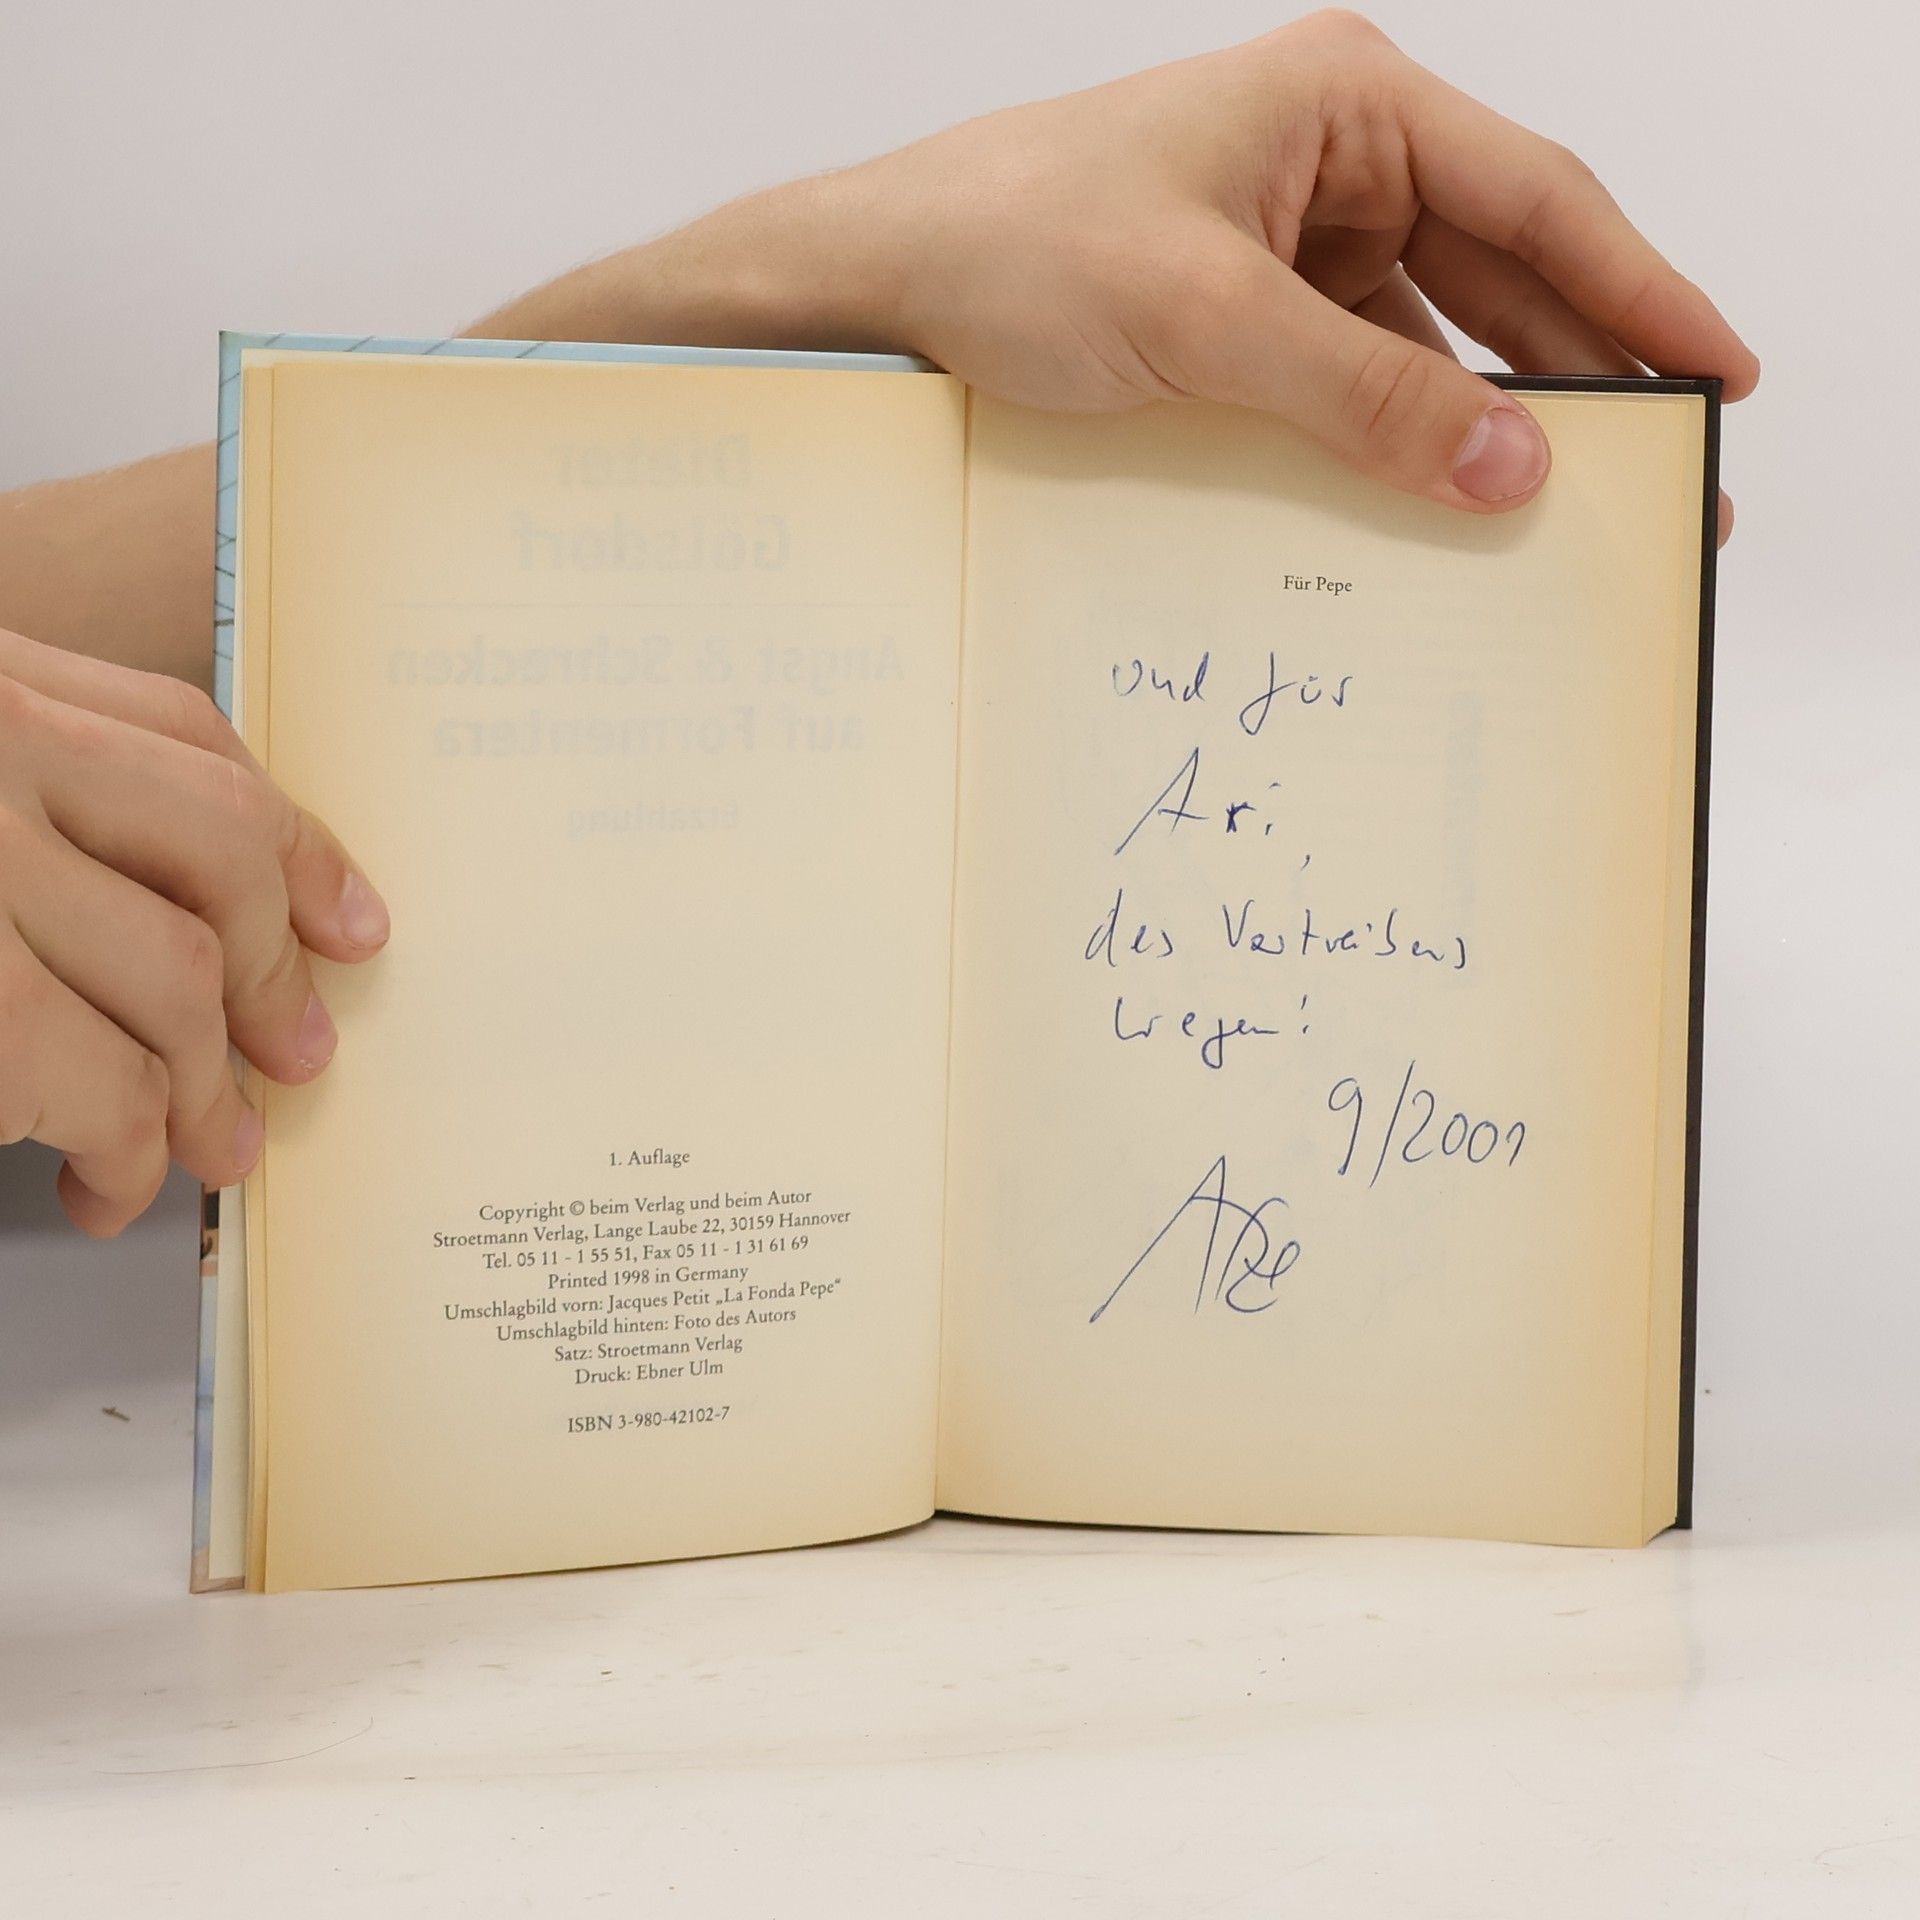 Dieter
Gölsdorf
Angst & Schrecken
auf Formentera
Erzählung
1. Auflage
Copyright © beim Verlag und beim Autor
Stroetmann Verlag, Lange Laube 22, 30159 Hannover
Tel. 05 11 - 1 55 51, Fax 05 11 - 1 31 61 69
Printed 1998 in Germany
Umschlagbild vorn: Jacques Petit „La Fonda Pepe“
Umschlagbild hinten: Foto des Autors
Satz: Stroetmann Verlag
Druck: Ebner Ulm
ISBN 3-980-42102-7
Für Pepe
und für
Ari,
des Vertreibens
wegen!
9/2001